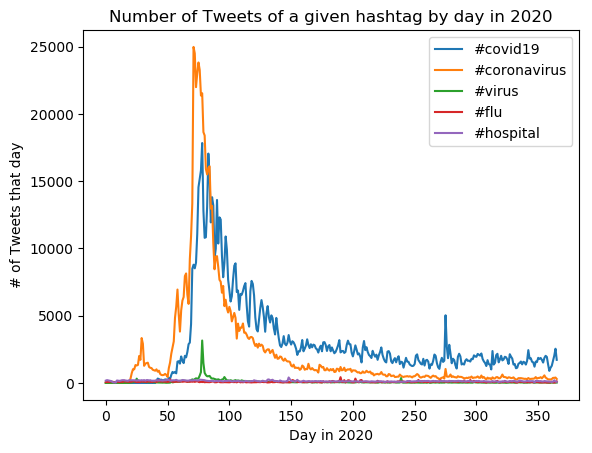 Number of Tweets of a given hashtag by day in 2020
# of Tweets that day
25000
20000
15000
10000
5000
0
#covid19
#coronavirus
#virus
#flu
#hospital
0 50 100 150 200 250 300 350
Day in 2020